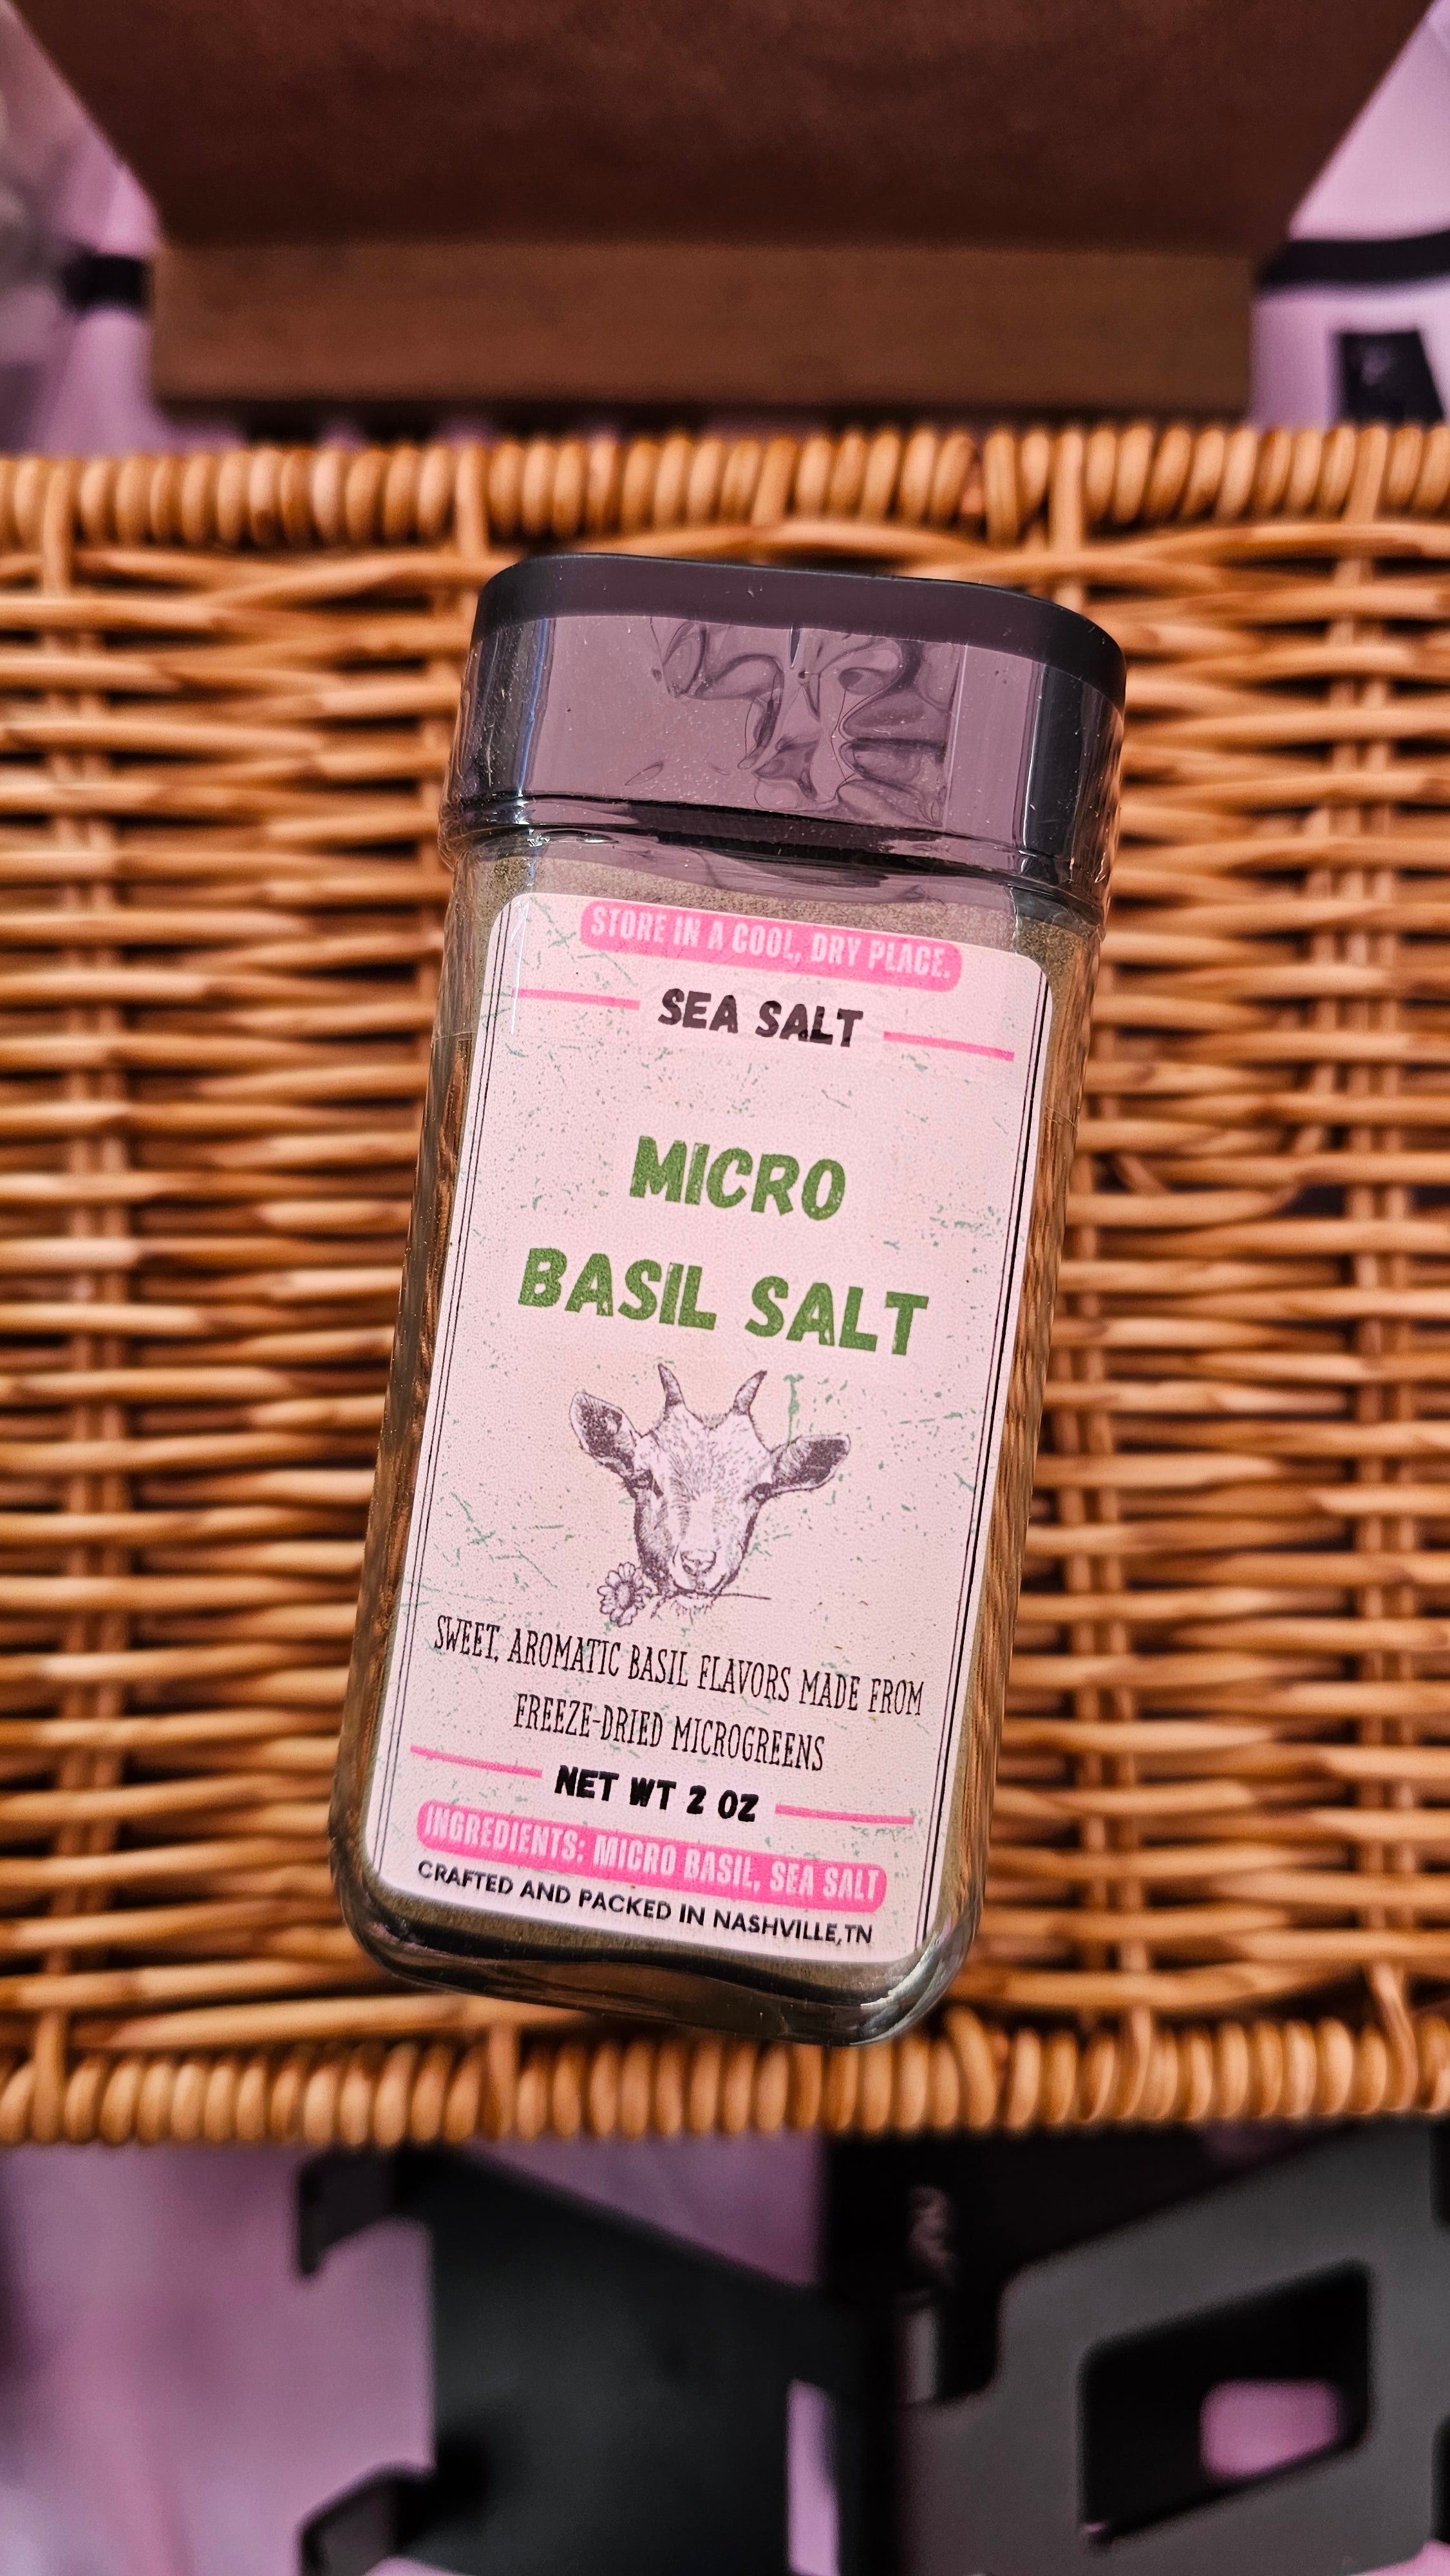 STORE IN A COOL, DRY PLACE.
SEA SALT
MICRO
BASIL SALT
SWEET, AROMATIC BASIL FLAVORS MADE FROM
FREEZE-DRIED MICROGREENS
NET WT 2 OZ
INGREDIENTS: MICRO BASIL, SEA SALT
CRAFTED AND PACKED IN NASHVILLE,TN